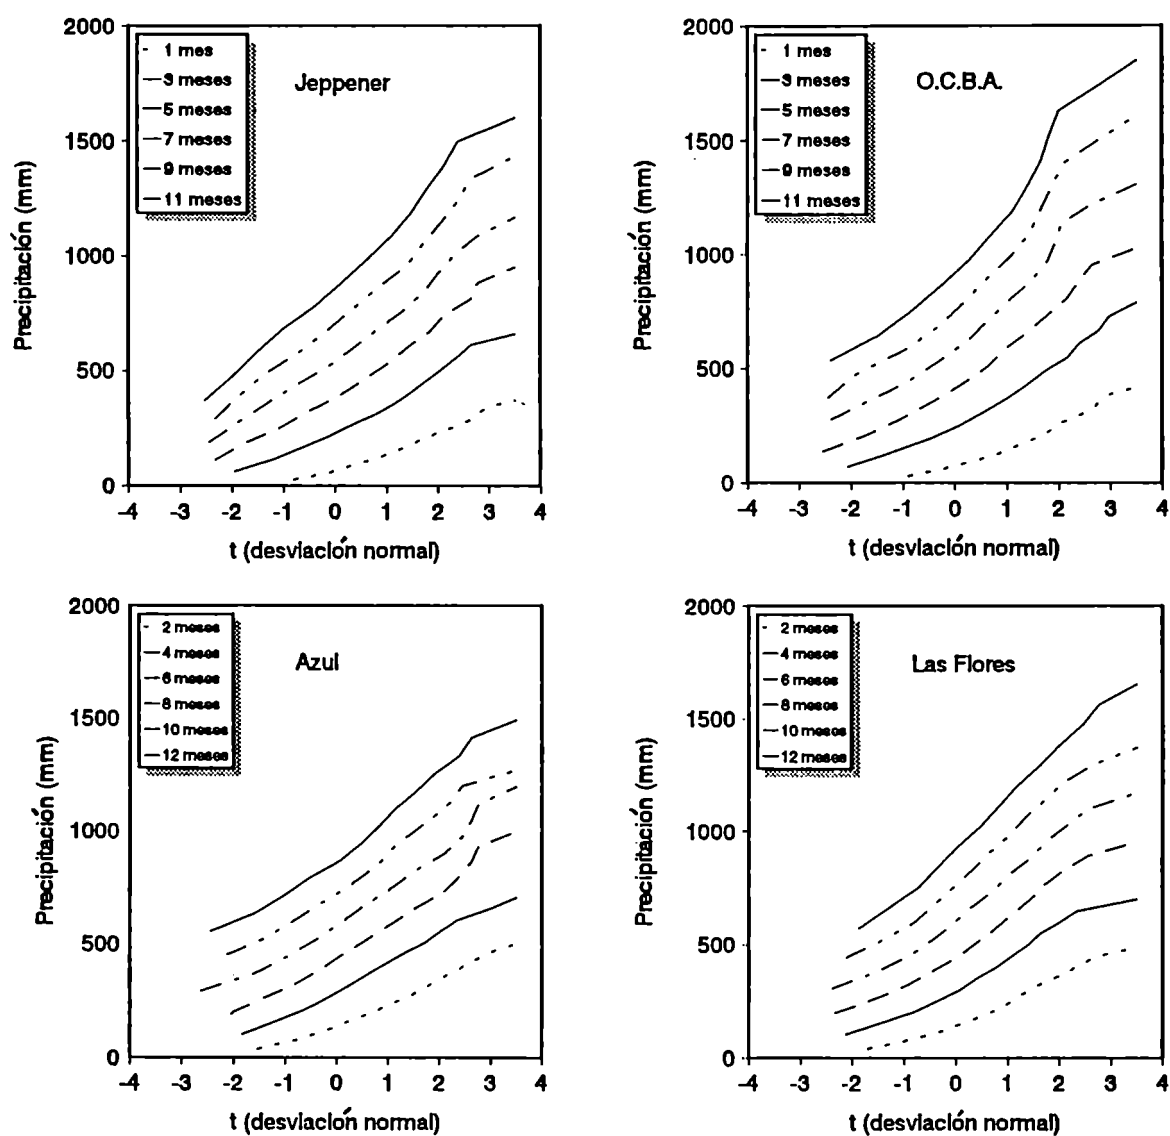 2000
1500
1000
500
0
Precipitación (mm)
1 mes
3 meses
5 meses
7 meses
9 meses
11 meses
Jeppener
-4 -3 -2 -1 0 1 2 3 4
t (desviación normal)
2000
1500
1000
500
0
Precipitación (mm)
1 mes
3 meses
5 meses
7 meses
9 meses
11 meses
O.C.B.A.
-4 -3 -2 -1 0 1 2 3 4
t (desviación normal)
2000
1500
1000
500
0
Precipitación (mm)
2 meses
4 meses
6 meses
8 meses
10 meses
12 meses
Azul
-4 -3 -2 -1 0 1 2 3 4
t (desviación normal)
2000
1500
1000
500
0
Precipitación (mm)
2 meses
4 meses
6 meses
8 meses
10 meses
12 meses
Las Flores
-4 -3 -2 -1 0 1 2 3 4
t (desviación normal)